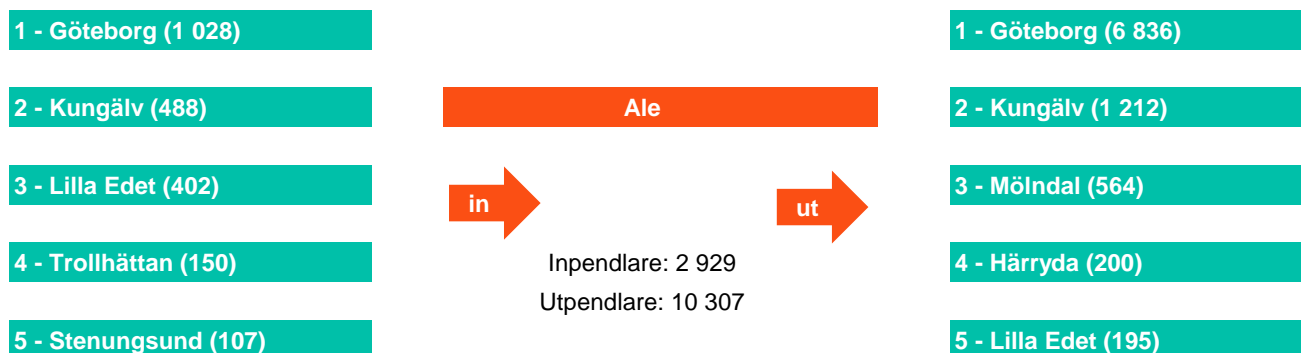 1 - Göteborg (1 028)
2 - Kungälv (488)
3 - Lilla Edet (402)
4 - Trollhättan (150)
5 - Stenungsund (107)
Ale
in
ut
Inpendlare: 2 929
Utpendlare: 10 307
1 - Göteborg (6 836)
2 - Kungälv (1 212)
3 - Mölndal (564)
4 - Härryda (200)
5 - Lilla Edet (195)